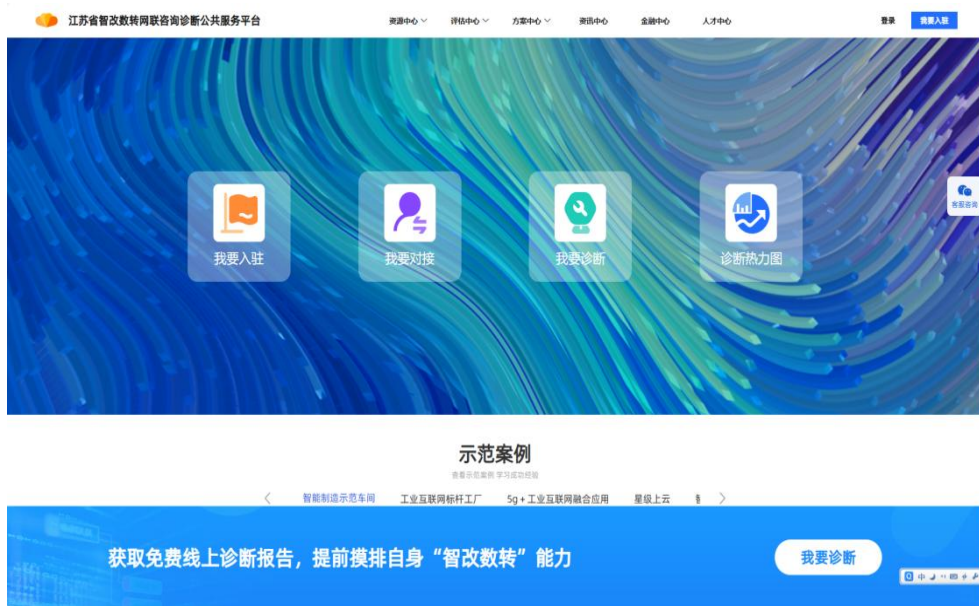 江苏省智改数转网联咨询诊断公共服务平台 资源中心 评估中心 方案中心 资讯中心 金融中心 人才中心 登录 我要入驻
我要入驻 我要对接 我要诊断 诊断热力图
客服咨询
示范案例
查看示范案例 学习成功经验
智能制造示范车间 工业互联网标杆工厂 5g+工业互联网融合应用 星级上云
获取免费线上诊断报告，提前摸排自身“智改数转”能力 我要诊断
中